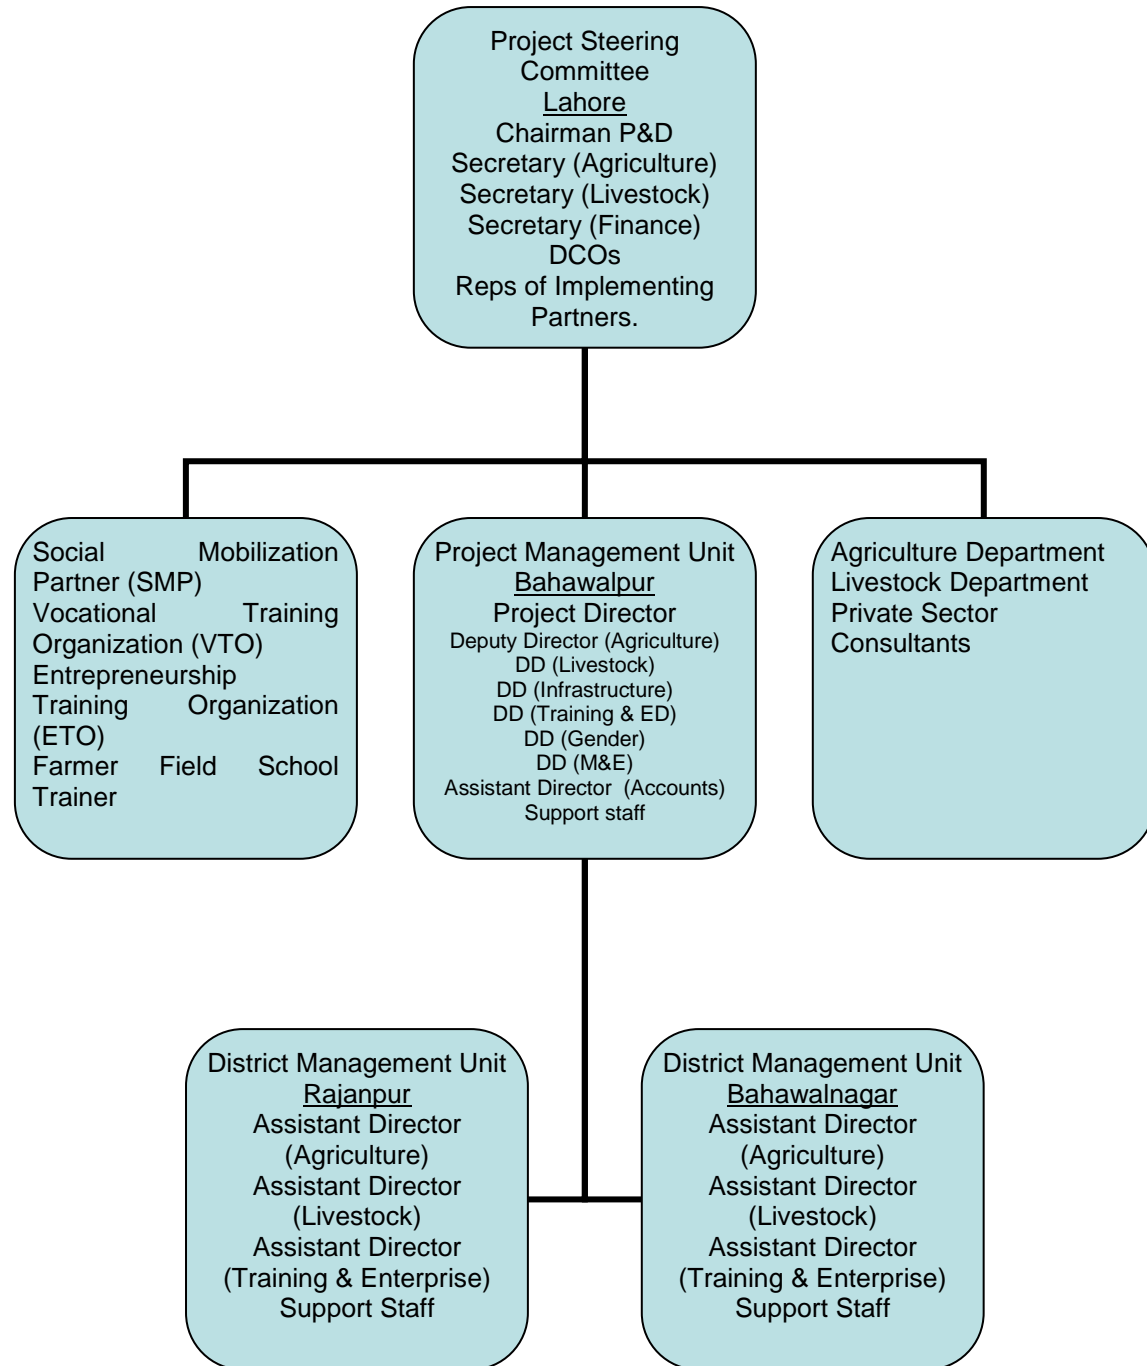 Project Steering
Committee
Lahore
Chairman P&D
Secretary (Agriculture)
Secretary (Livestock)
Secretary (Finance)
DCOs
Reps of Implementing
Partners.
Social Mobilization
Partner (SMP)
Vocational Training
Organization (VTO)
Entrepreneurship
Training Organization
(ETO)
Farmer Field School
Trainer
Project Management Unit
Bahawalpur
Project Director
Deputy Director (Agriculture)
DD (Livestock)
DD (Infrastructure)
DD (Training & ED)
DD (Gender)
DD (M&E)
Assistant Director (Accounts)
Support staff
Agriculture Department
Livestock Department
Private Sector
Consultants
District Management Unit
Rajanpur
Assistant Director
(Agriculture)
Assistant Director
(Livestock)
Assistant Director
(Training & Enterprise)
Support Staff
District Management Unit
Bahawalnagar
Assistant Director
(Agriculture)
Assistant Director
(Livestock)
Assistant Director
(Training & Enterprise)
Support Staff